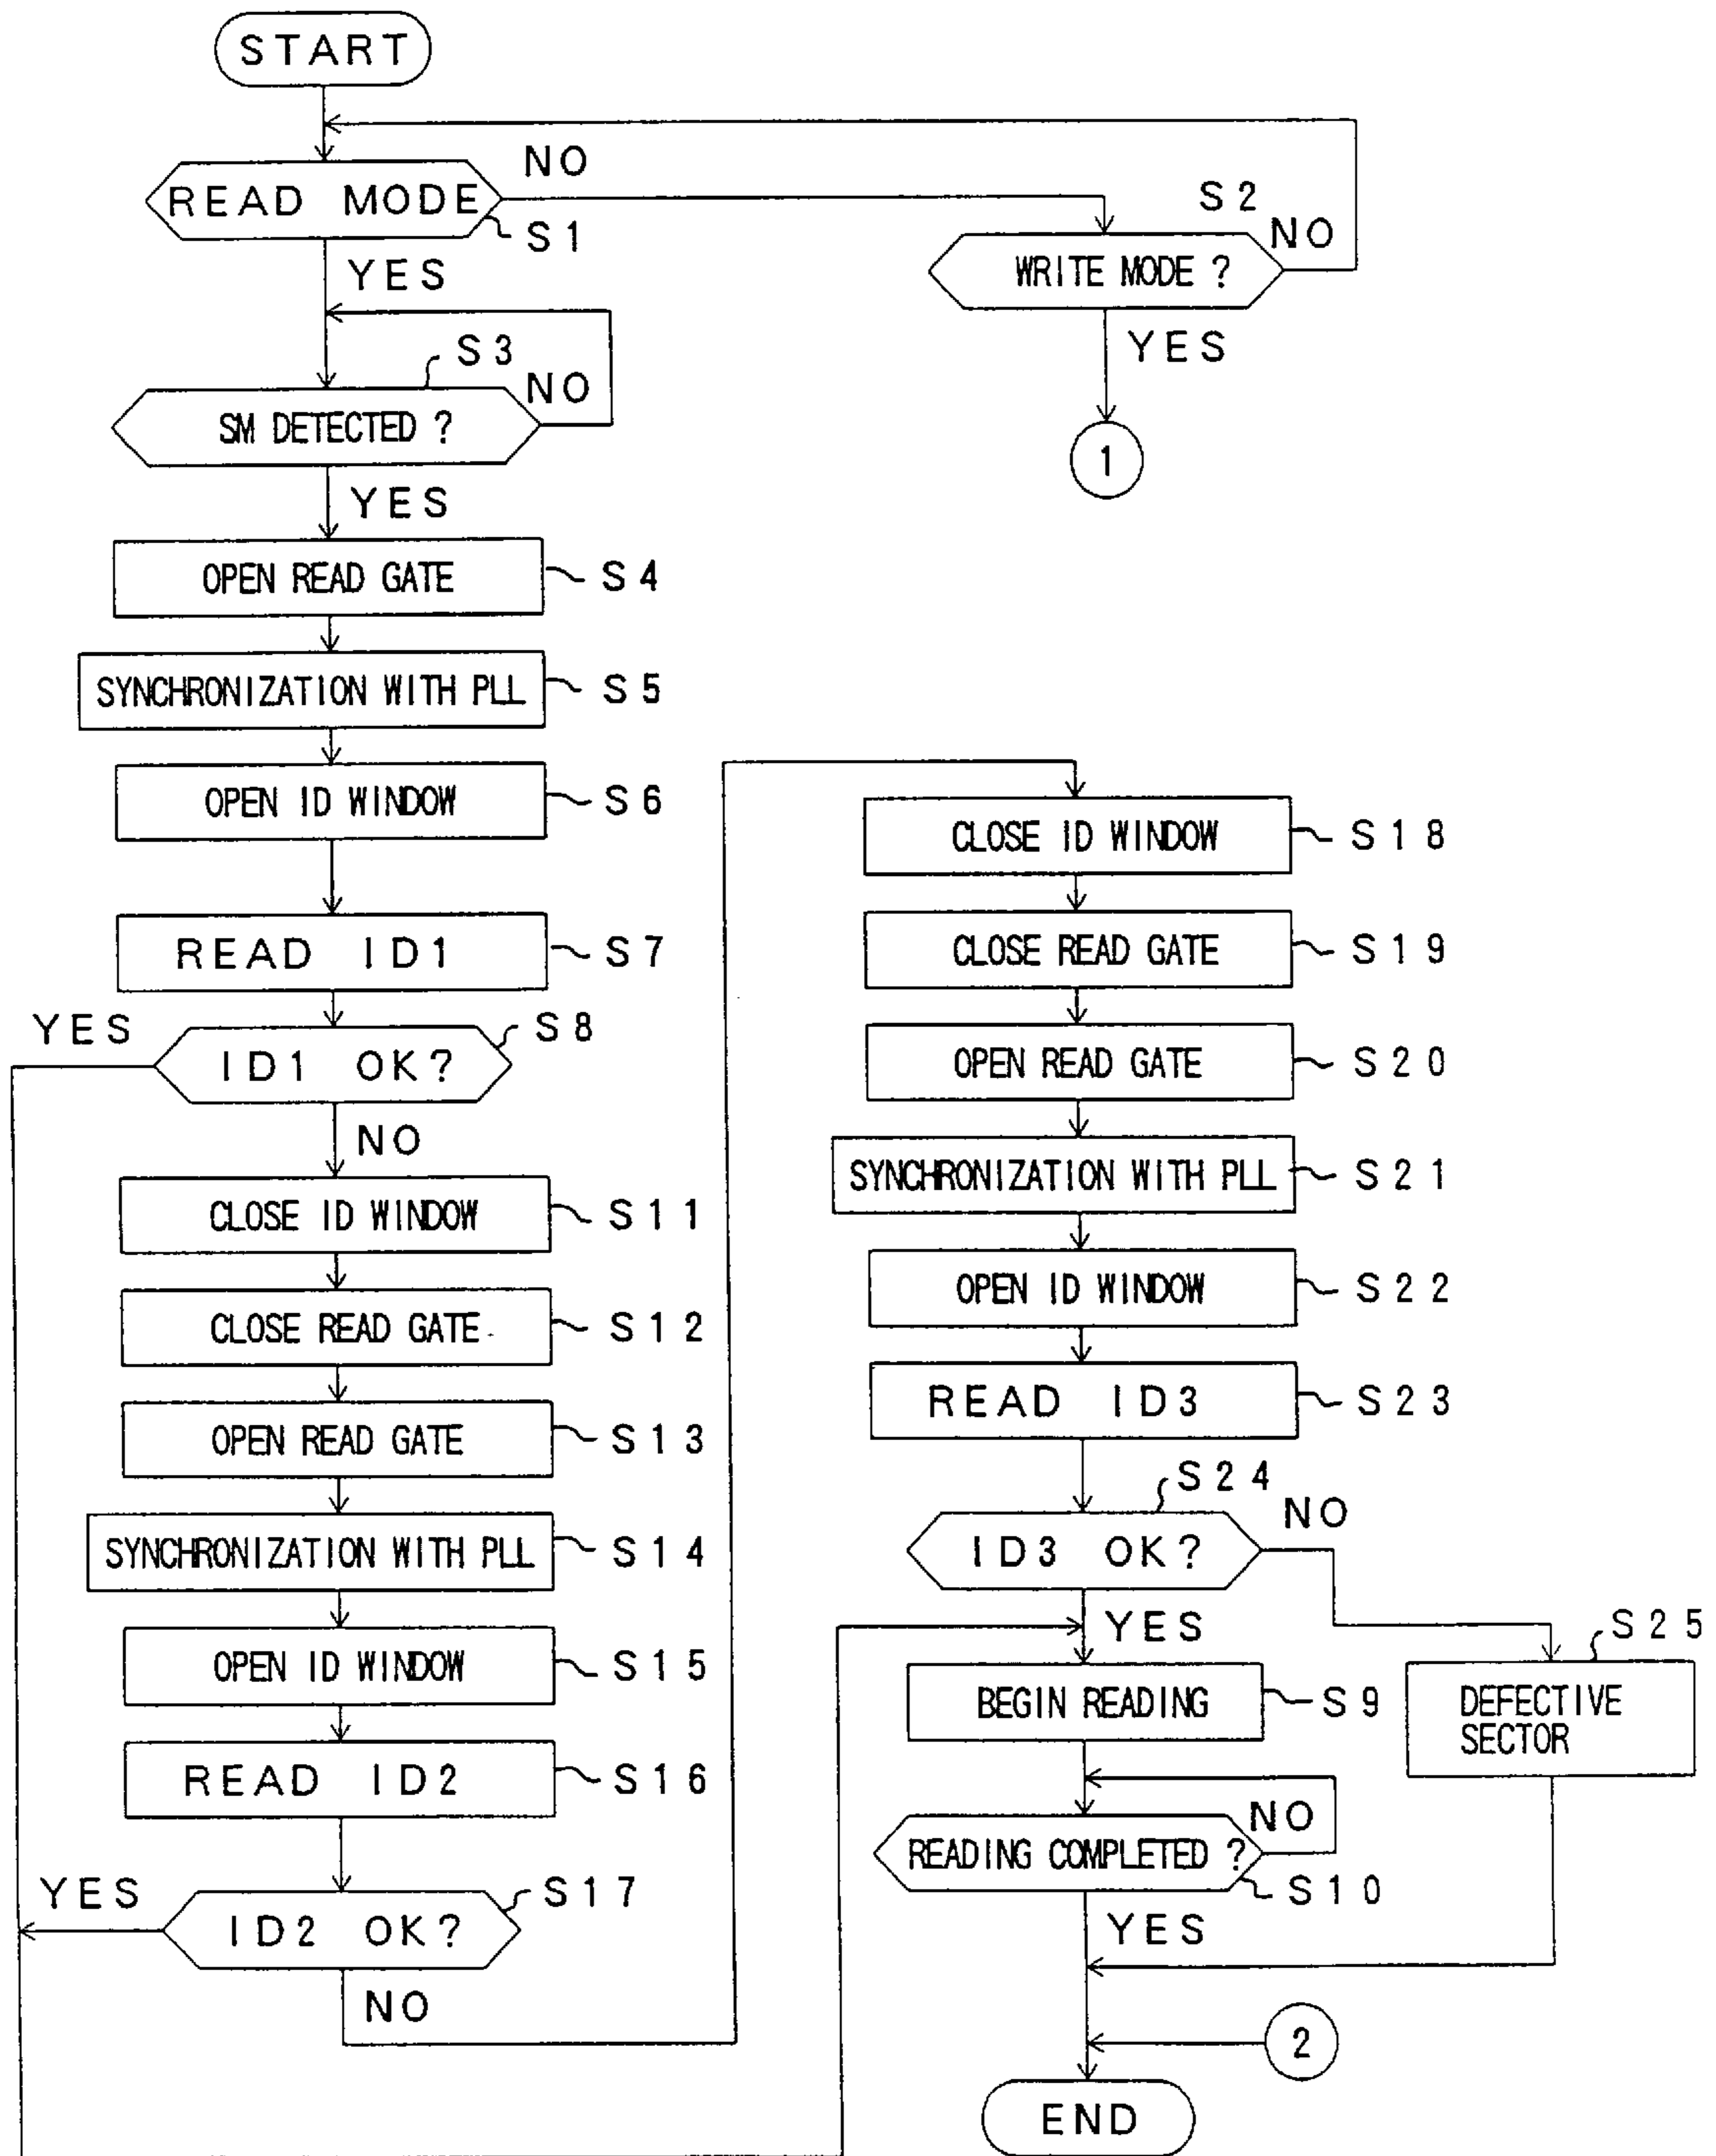 START
NO
READ MODE
S1
S2
NO
YES
WRITE MODE ?
YES
S3
NO
SM DETECTED ?
1
YES
OPEN READ GATE
S4
SYNCHRONIZATION WITH PLL
S5
OPEN ID WINDOW
S6
READ ID1
S7
YES
S8
ID1 OK?
NO
CLOSE ID WINDOW
S11
CLOSE READ GATE
S12
OPEN READ GATE
S13
SYNCHRONIZATION WITH PLL
S14
OPEN ID WINDOW
S15
READ ID2
S16
YES
S17
ID2 OK?
NO
CLOSE ID WINDOW
S18
CLOSE READ GATE
S19
OPEN READ GATE
S20
SYNCHRONIZATION WITH PLL
S21
OPEN ID WINDOW
S22
READ ID3
S23
S24
NO
ID3 OK?
YES
S25
BEGIN READING
S9
DEFECTIVE
SECTOR
NO
READING COMPLETED ?
S10
YES
2
END